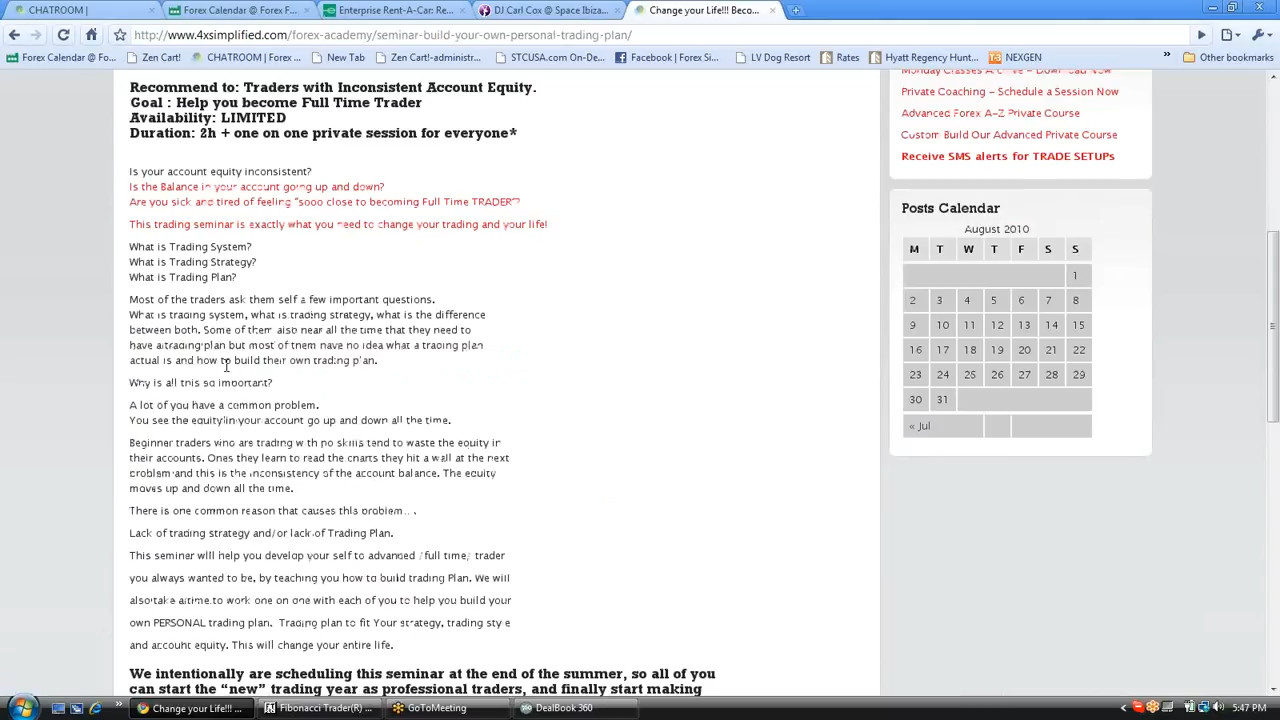 CHATROOM |
Forex Calendar @ Forex F...
Enterprise Rent-A-Car: Re...
DJ Carl Cox @ Space Ibiza...
Change your Life!!! Beco...
http://www.4xsimplified.com/forex-academy/seminar-build-your-own-personal-trading-plan/
Forex Calendar @ Fo...
Zen Cart!
CHATROOM | Forex ...
New Tab
Zen Cart!-administr...
STCUSA.com On-De...
Facebook | Forex Si...
LV Dog Resort
Rates
Hyatt Regency Hunt...
NEXGEN
Other bookmarks
Recommend to: Traders with Inconsistent Account Equity.
Goal : Help you become Full Time Trader
Availability: LIMITED
Duration: 2h + one on one private session for everyone*
Is your account equity inconsistent?
Is the Balance in your account going up and down?
Are you sick and tired of feeling "sooo close to becoming Full Time TRADER"?
This trading seminar is exactly what you need to change your trading and your life!
What is Trading System?
What is Trading Strategy?
What is Trading Plan?
Most of the traders ask them self a few important questions.
What is trading system, what is trading strategy, what is the difference
between both. Some of them also hear all the time that they need to
have a trading plan but most of them have no idea what a trading plan
actual is and how to build their own trading plan.
Why is all this so important?
A lot of you have a common problem.
You see the equity in your account go up and down all the time.
Beginner traders who are trading with no skills tend to waste the equity in
their accounts. Ones they learn to read the charts they hit a wall at the next
problem and this is the inconsistency of the account balance. The equity
moves up and down all the time.
There is one common reason that causes this problem...
Lack of trading strategy and/or lack of Trading Plan.
This seminar will help you develop your self to advanced /full time/ trader
you always wanted to be, by teaching you how to build trading Plan. We will
also take a time to work one on one with each of you to help you build your
own PERSONAL trading plan. Trading plan to fit Your strategy, trading style
and account equity. This will change your entire life.
We intentionally are scheduling this seminar at the end of the summer, so all of you
can start the "new" trading year as professional traders, and finally start making
Monday Classes Archive – Download Now
Private Coaching – Schedule a Session Now
Advanced Forex A–Z Private Course
Custom Build Our Advanced Private Course
Receive SMS alerts for TRADE SETUPs
Posts Calendar
August 2010
M T W T F S S
1
2 3 4 5 6 7 8
9 10 11 12 13 14 15
16 17 18 19 20 21 22
23 24 25 26 27 28 29
30 31
« Jul
Change your Life!!! ...
Fibonacci Trader(R) ...
GoToMeeting
DealBook 360
5:47 PM